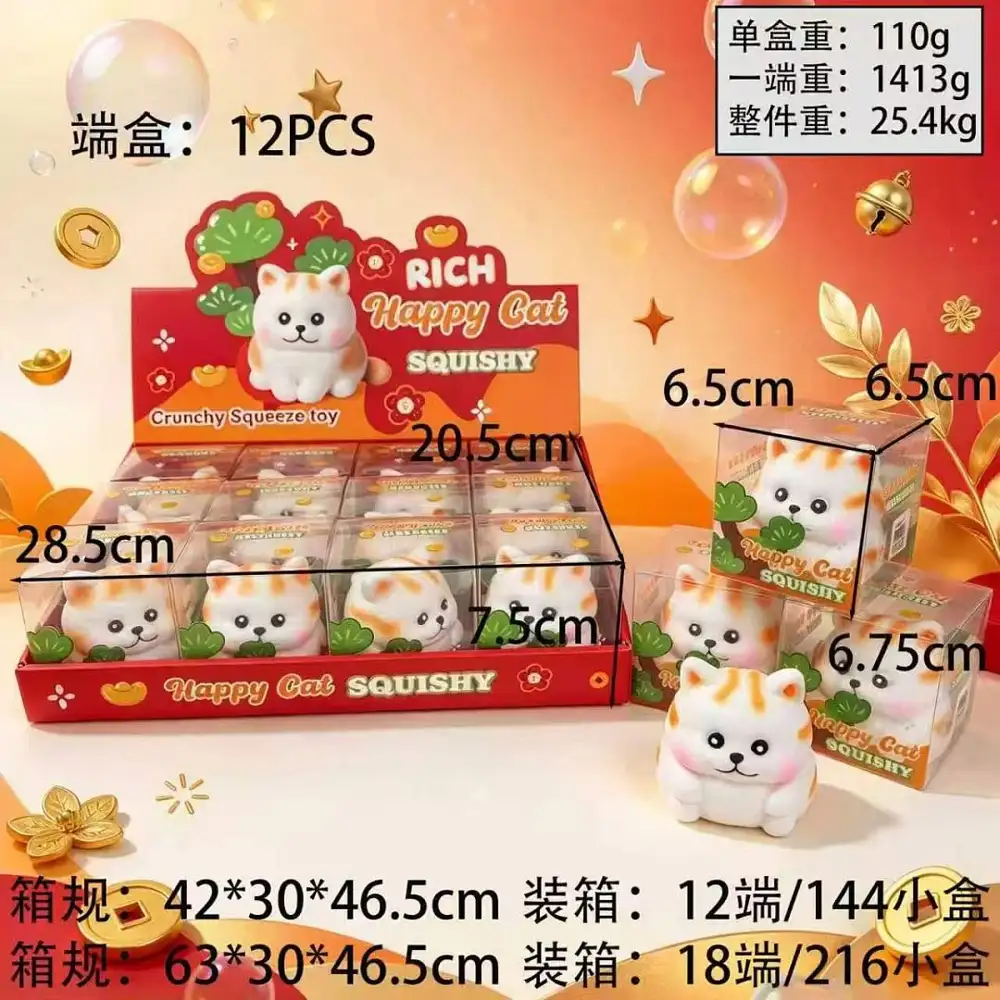 单盒重：110g
一端重：1413g
整件重：25.4kg
端盒：12PCS
RICH
Happy Cat
SQUISHY
Crunchy Squeeze toy
6.5cm
6.5cm
20.5cm
28.5cm
7.5cm
Happy Cat
SQUISHY
6.75cm
Happy Cat SQUISHY
Happy Cat
SQUISHY
箱规：42*30*46.5cm 装箱：12端/144小盒
箱规：63*30*46.5cm 装箱：18端/216小盒